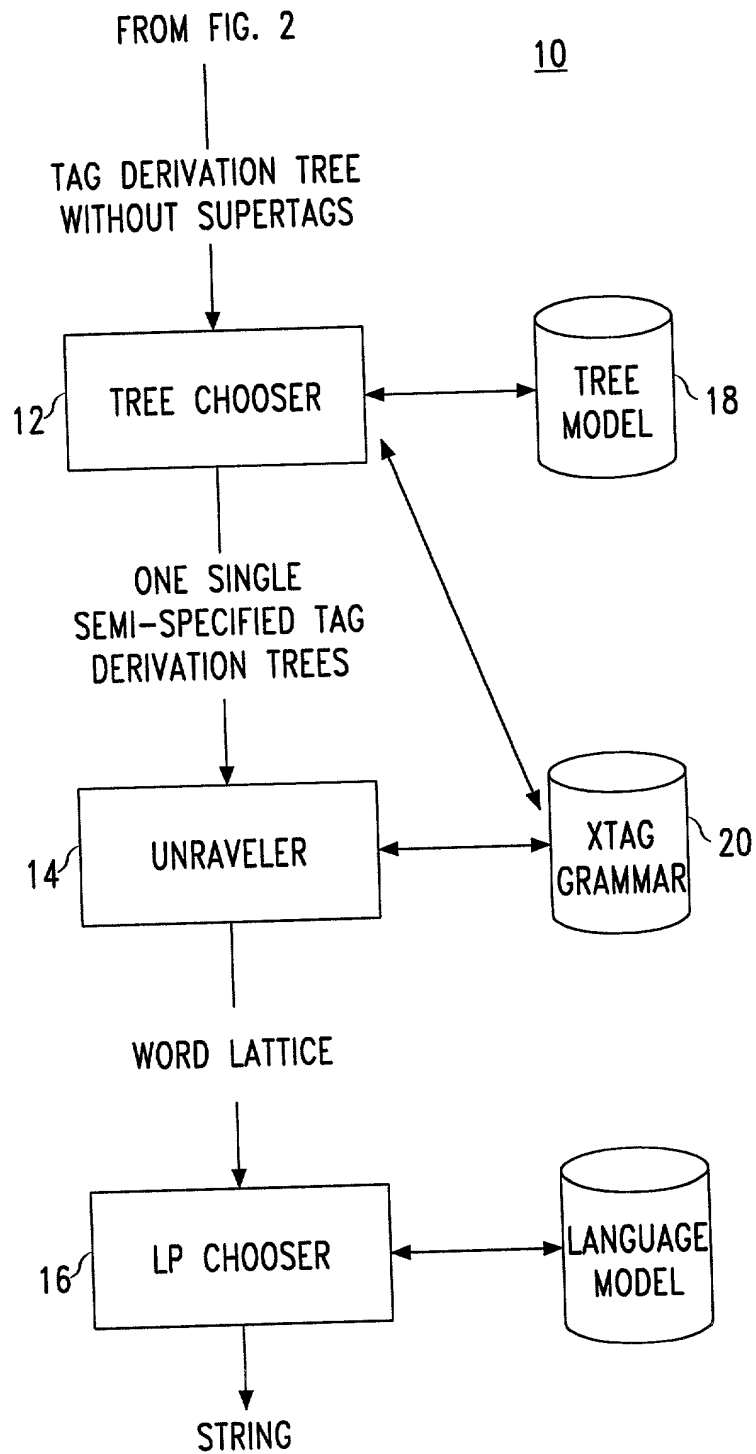 FROM FIG. 2
10
TAG DERIVATION TREE
WITHOUT SUPERTAGS
12
TREE CHOOSER
TREE
MODEL
18
ONE SINGLE
SEMI-SPECIFIED TAG
DERIVATION TREES
14
UNRAVELER
XTAG
GRAMMAR
20
WORD LATTICE
16
LP CHOOSER
LANGUAGE
MODEL
STRING